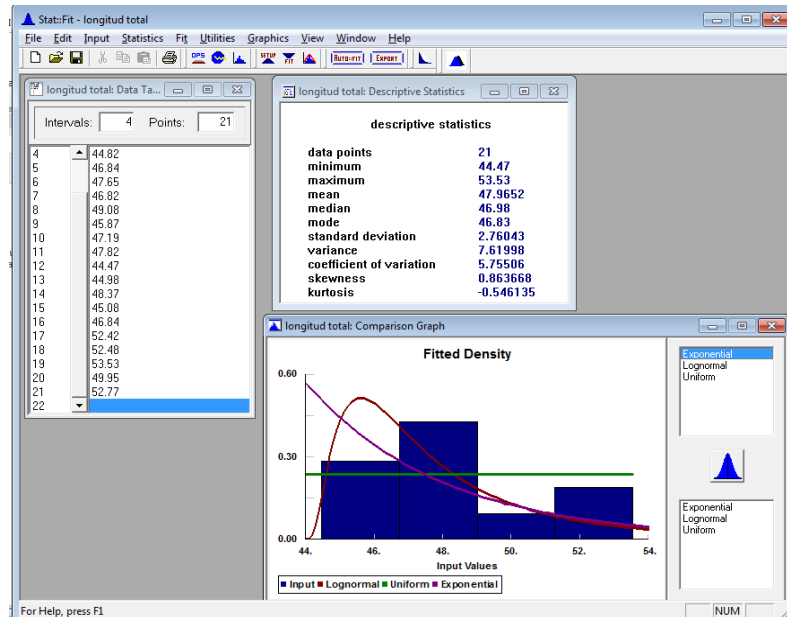 Stat::Fit - longitud total
File Edit Input Statistics Fit Utilities Graphics View Window Help
OPS SETUP FIT AUTO::FIT EXPORT
longitud total: Data Ta...
Intervals: 4 Points: 21
4 44.82
5 46.84
6 47.65
7 46.82
8 49.08
9 45.87
10 47.19
11 47.82
12 44.47
13 44.98
14 48.37
15 45.08
16 46.84
17 52.42
18 52.48
19 53.53
20 49.95
21 52.77
22
longitud total: Descriptive Statistics
descriptive statistics
data points 21
minimum 44.47
maximum 53.53
mean 47.9652
median 46.98
mode 46.83
standard deviation 2.76043
variance 7.61998
coefficient of variation 5.75506
skewness 0.863668
kurtosis -0.546135
longitud total: Comparison Graph
Fitted Density
0.60
0.30
0.00
44. 46. 48. 50. 52. 54.
Input Values
Input Lognormal Uniform Exponential
Exponential
Lognormal
Uniform
Exponential
Lognormal
Uniform
For Help, press F1
NUM